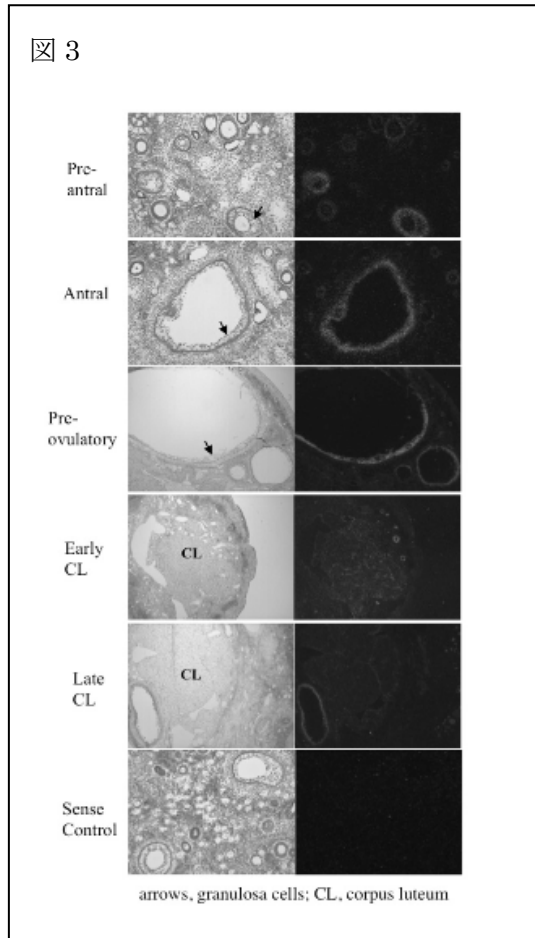 図 3
Pre-
antral
Antral
Pre-
ovulatory
Early
CL
CL
Late
CL
CL
Sense
Control
arrows, granulosa cells; CL, corpus luteum